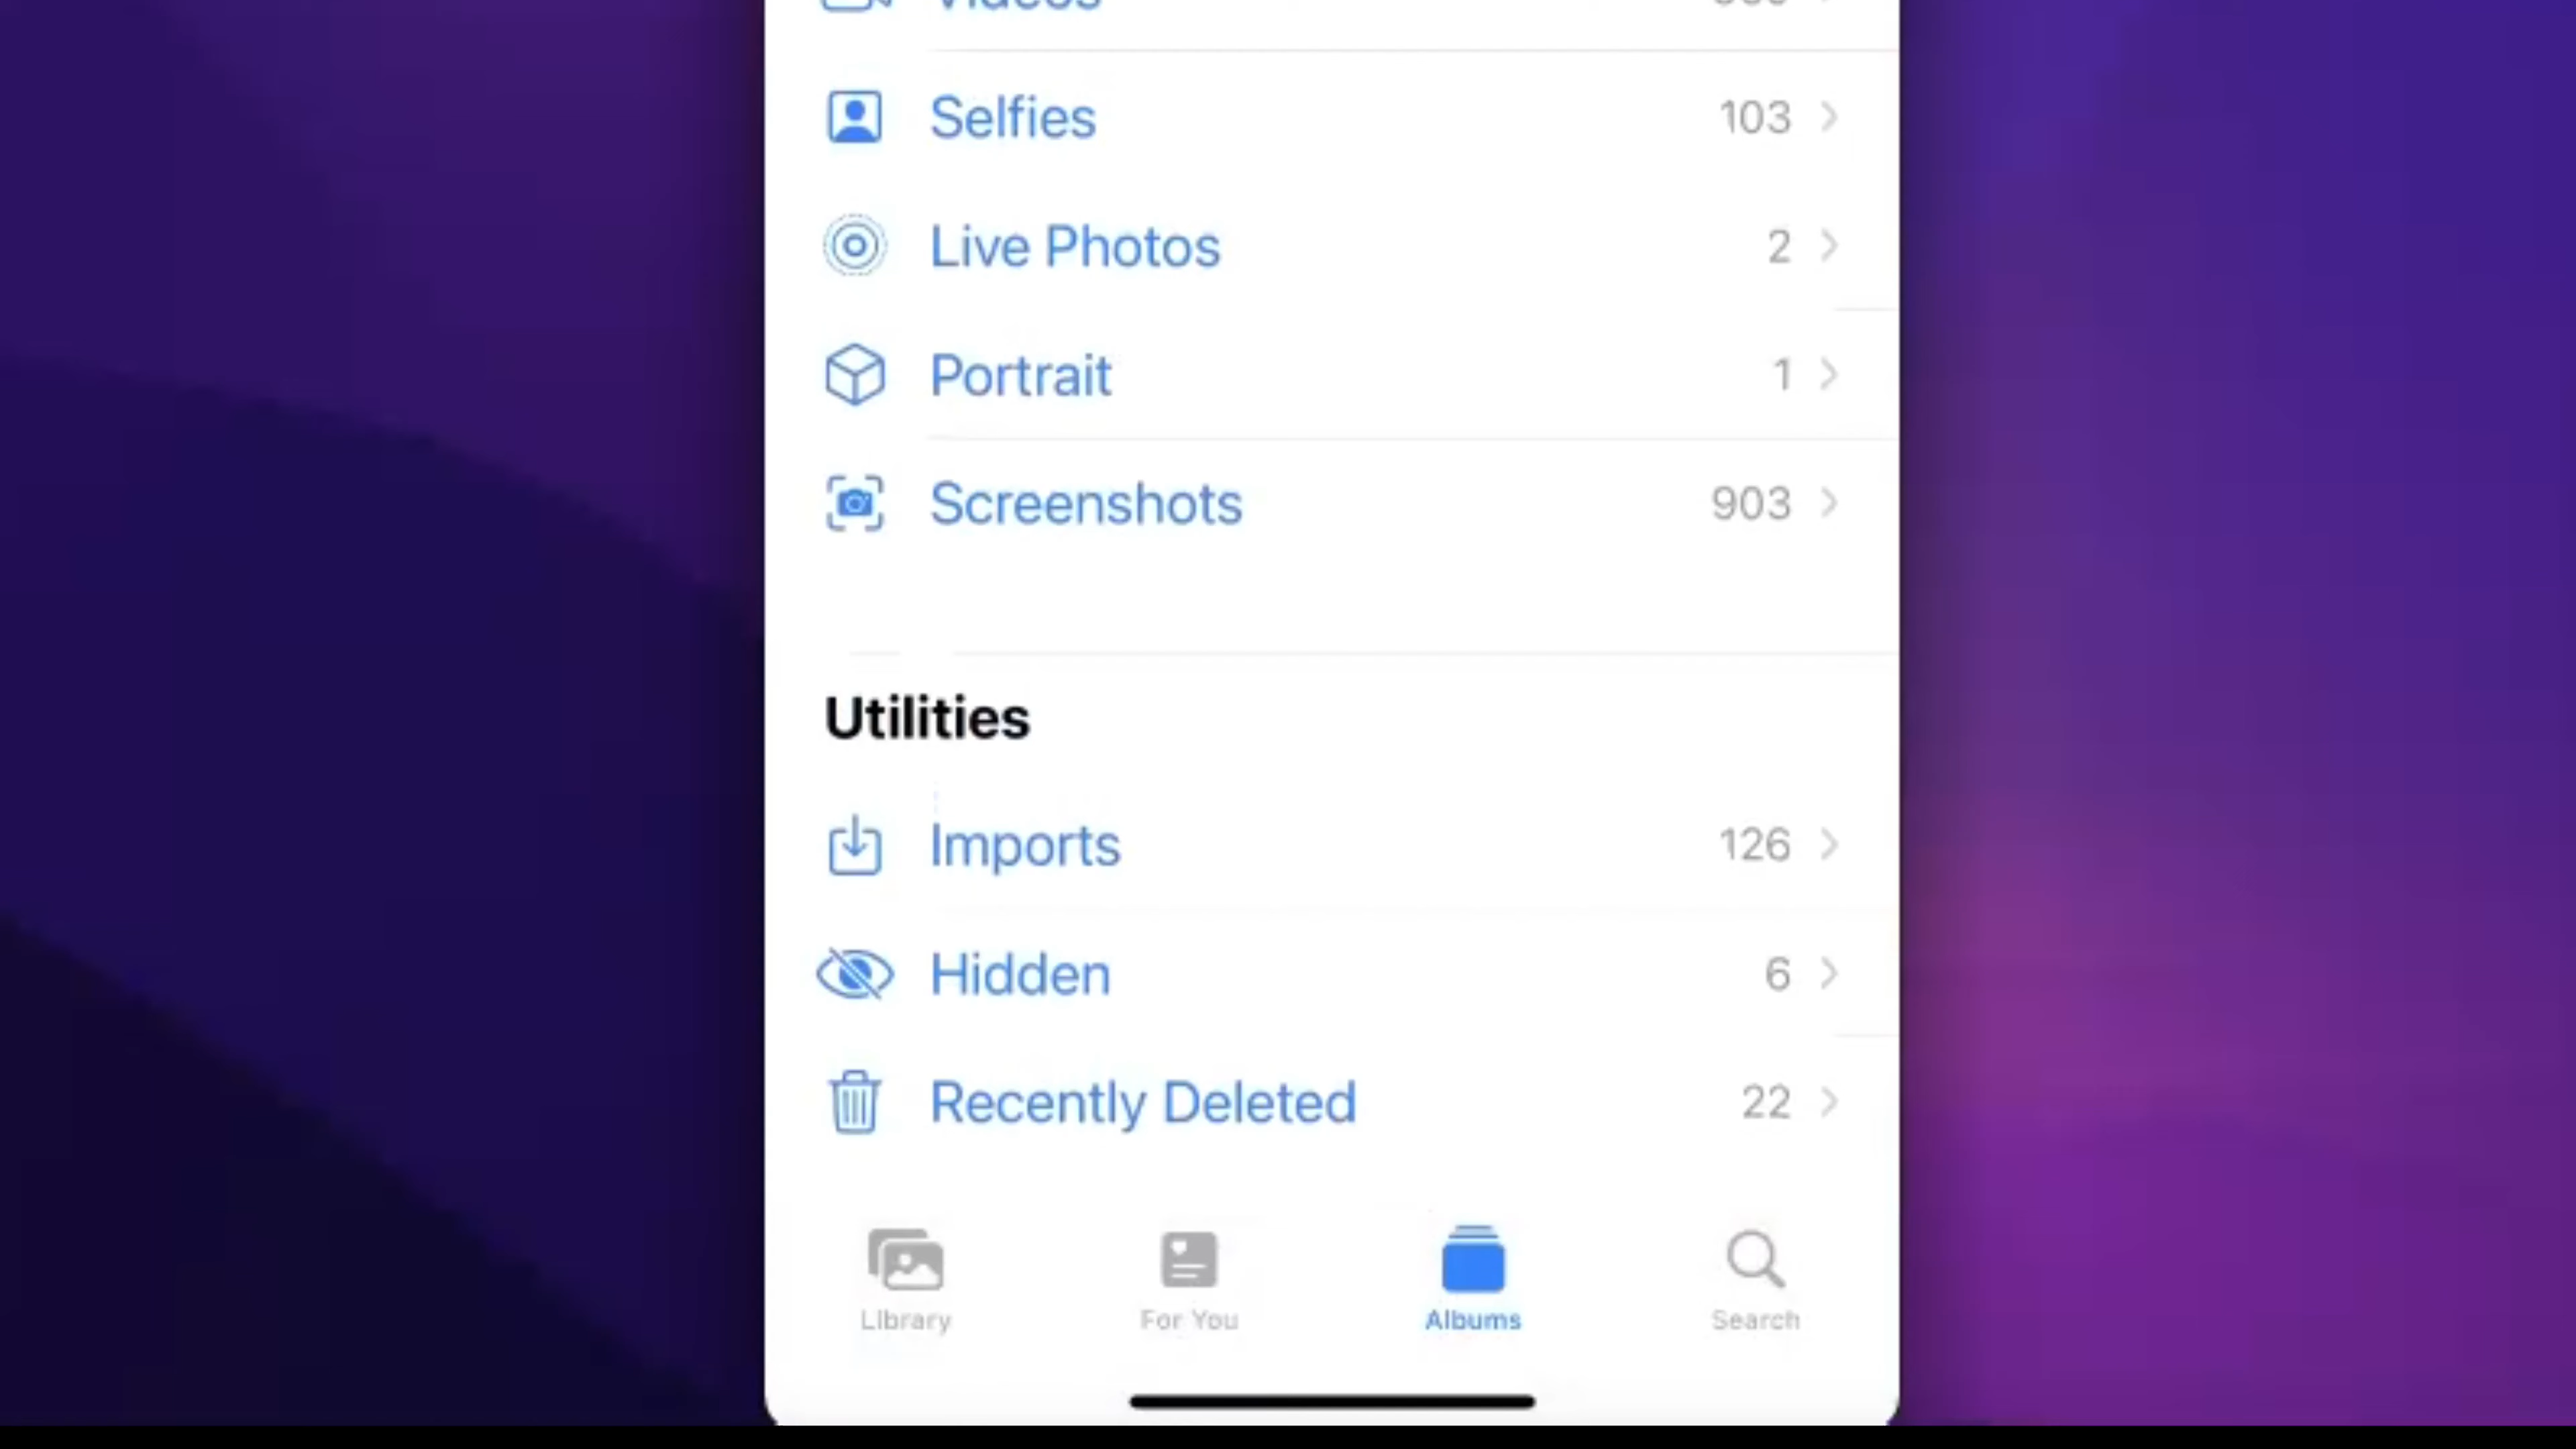 Videos
Selfies 103
Live Photos 2
Portrait 1
Screenshots 903
Utilities
Imports 126
Hidden 6
Recently Deleted 22
Library For You Albums Search